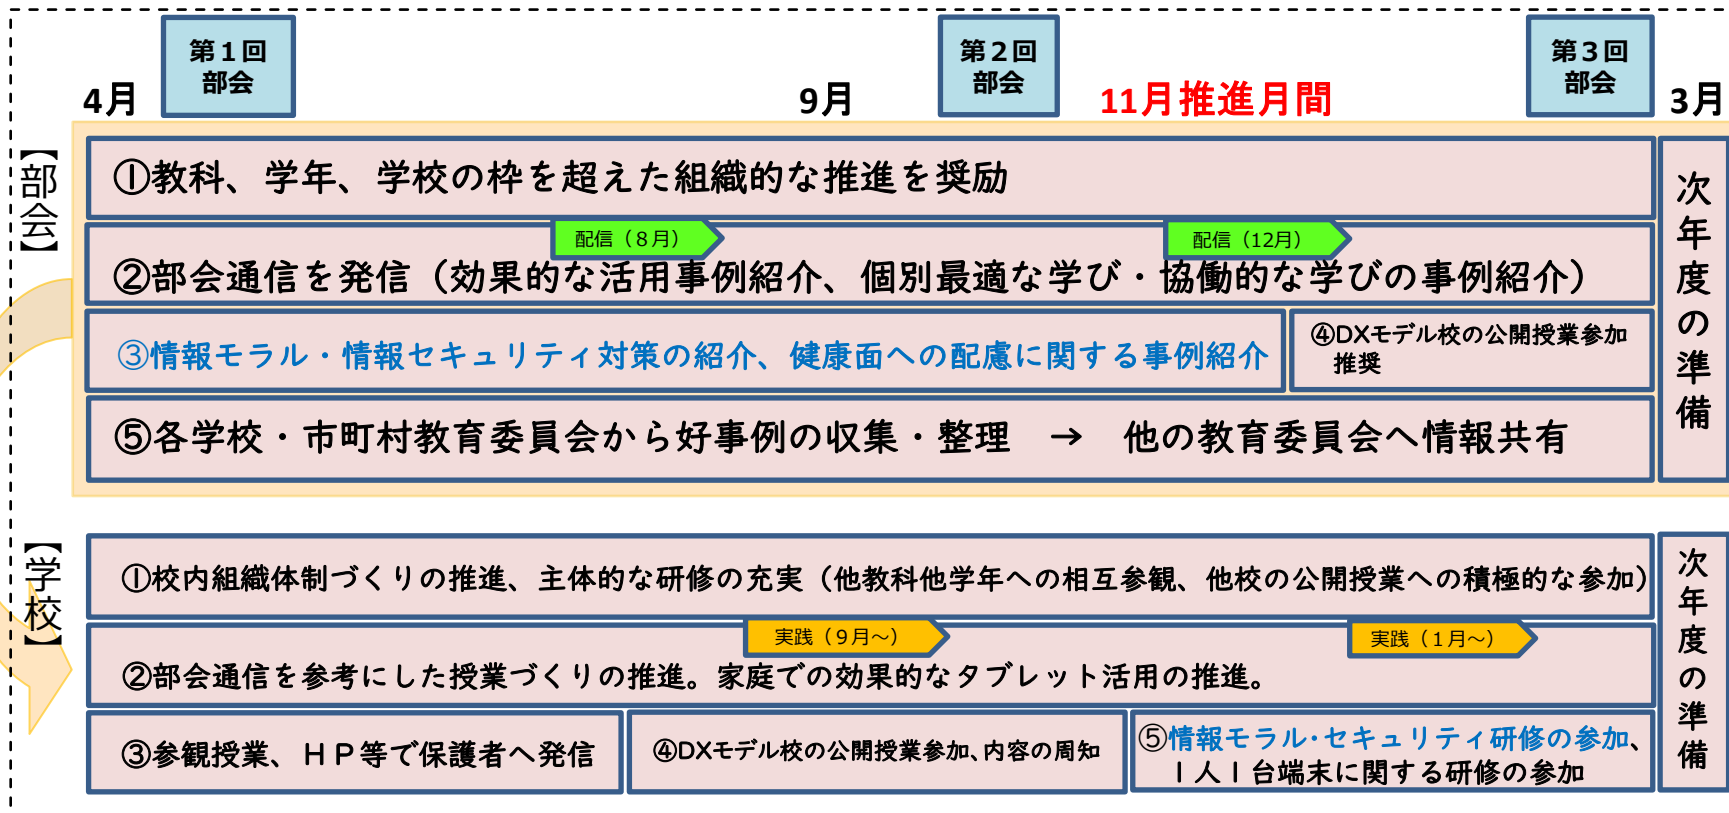 第１回
部会
第２回
部会
第３回
部会
4月
9月
11月推進月間
3月
【部会】
①教科、学年、学校の枠を超えた組織的な推進を奨励
配信（８月）
配信（12月）
②部会通信を発信（効果的な活用事例紹介、個別最適な学び・協働的な学びの事例紹介）
③情報モラル・情報セキュリティ対策の紹介、健康面への配慮に関する事例紹介
④DXモデル校の公開授業参加
推奨
⑤各学校・市町村教育委員会から好事例の収集・整理　→　他の教育委員会へ情報共有
次年度の準備
【学校】
①校内組織体制づくりの推進、主体的な研修の充実（他教科他学年への相互参観、他校の公開授業への積極的な参加）
実践（９月～）
実践（１月～）
②部会通信を参考にした授業づくりの推進。家庭での効果的なタブレット活用の推進。
③参観授業、ＨＰ等で保護者へ発信
④DXモデル校の公開授業参加、内容の周知
⑤情報モラル・セキュリティ研修の参加、
１人１台端末に関する研修の参加
次年度の準備